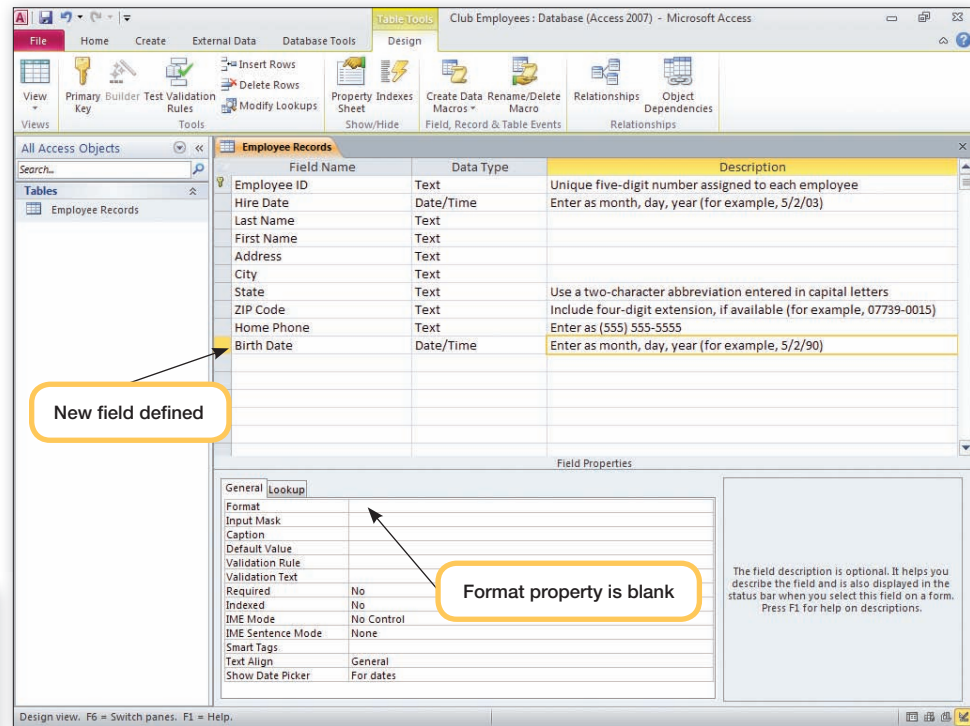 Table Tools
Club Employees : Database (Access 2007) - Microsoft Access
File Home Create External Data Database Tools Design
View
Views
Primary Key
Builder
Test Validation Rules
Insert Rows
Delete Rows
Modify Lookups
Tools
Property Sheet
Indexes
Show/Hide
Create Data Macros
Rename/Delete Macro
Field, Record & Table Events
Relationships
Object Dependencies
Relationships
All Access Objects
Search...
Tables
Employee Records
Employee Records
Field Name Data Type Description
Employee ID Text Unique five-digit number assigned to each employee
Hire Date Date/Time Enter as month, day, year (for example, 5/2/03)
Last Name Text
First Name Text
Address Text
City Text
State Text Use a two-character abbreviation entered in capital letters
ZIP Code Text Include four-digit extension, if available (for example, 07739-0015)
Home Phone Text Enter as (555) 555-5555
Birth Date Date/Time Enter as month, day, year (for example, 5/2/90)
New field defined
Field Properties
General Lookup
Format
Input Mask
Caption
Default Value
Validation Rule
Validation Text
Required No
Indexed No
IME Mode No Control
IME Sentence Mode None
Smart Tags
Text Align General
Show Date Picker For dates
Format property is blank
The field description is optional. It helps you
describe the field and is also displayed in the
status bar when you select this field on a form.
Press F1 for help on descriptions.
Design view. F6 = Switch panes. F1 = Help.